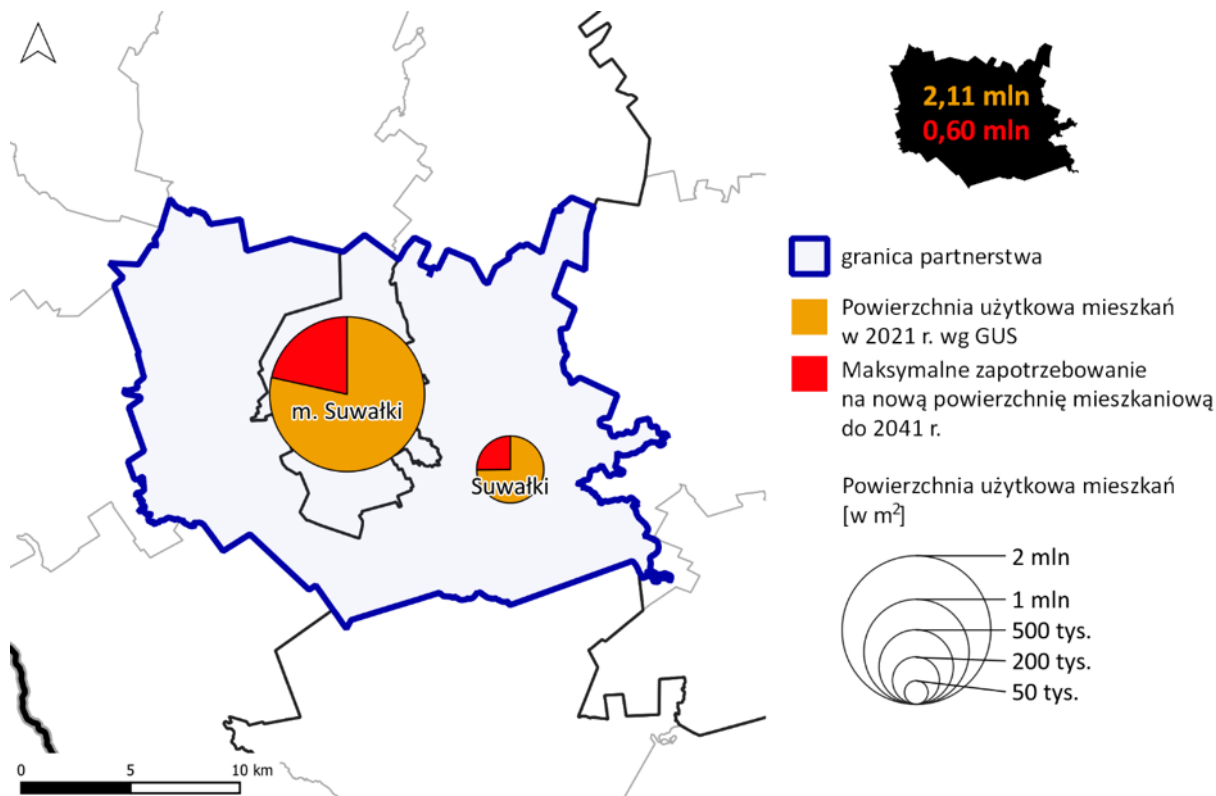 2,11 mln
0,60 mln
granica partnerstwa
Powierzchnia użytkowa mieszkań
w 2021 r. wg GUS
Maksymalne zapotrzebowanie
na nową powierzchnię mieszkaniową
do 2041 r.
Powierzchnia użytkowa mieszkań
[w m²]
2 mln
1 mln
500 tys.
200 tys.
50 tys.
m. Suwałki
Suwałki
0 5 10 km